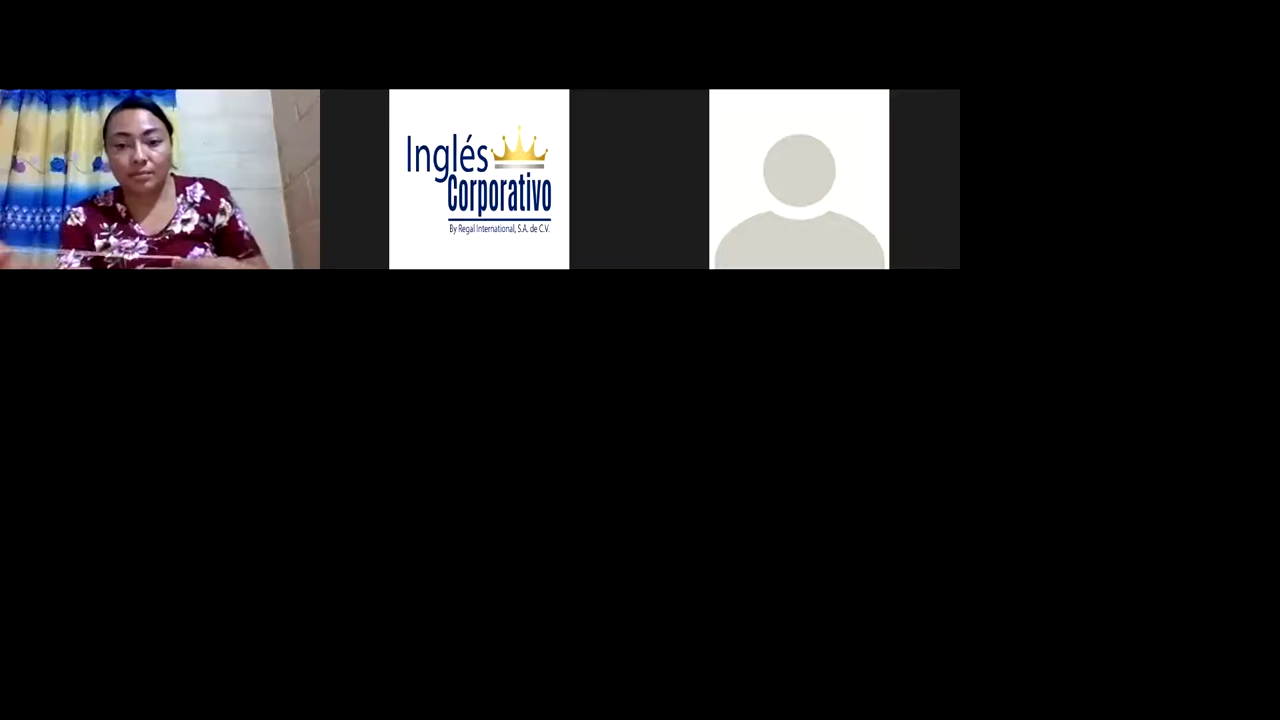 Inglés
Corporativo
By Regal International, S.A. de C.V.